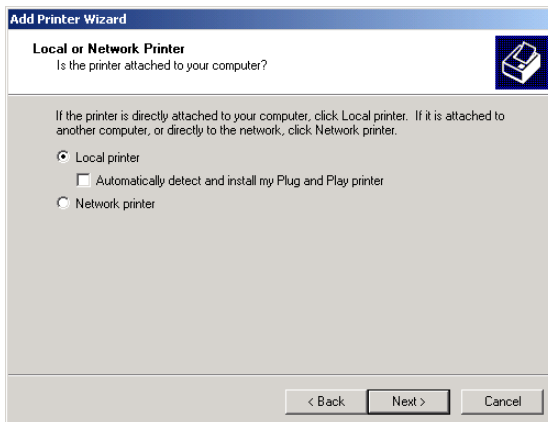 Add Printer Wizard
Local or Network Printer
Is the printer attached to your computer?
If the printer is directly attached to your computer, click Local printer.  If it is attached to
another computer, or directly to the network, click Network printer.
Local printer
Automatically detect and install my Plug and Play printer
Network printer
< Back
Next >
Cancel